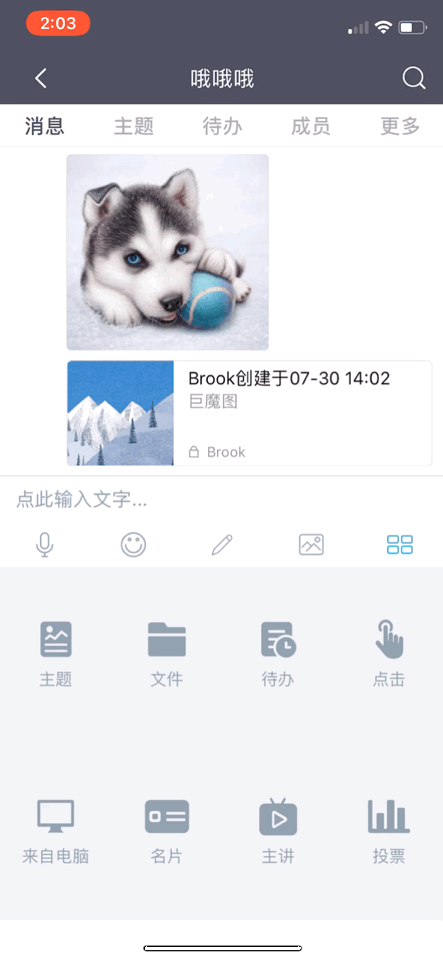 2:03
哦哦哦
消息 主题 待办 成员 更多
Brook创建于07-30 14:02
巨魔图
Brook
点此输入文字...
主题 文件 待办 点击
来自电脑 名片 主讲 投票